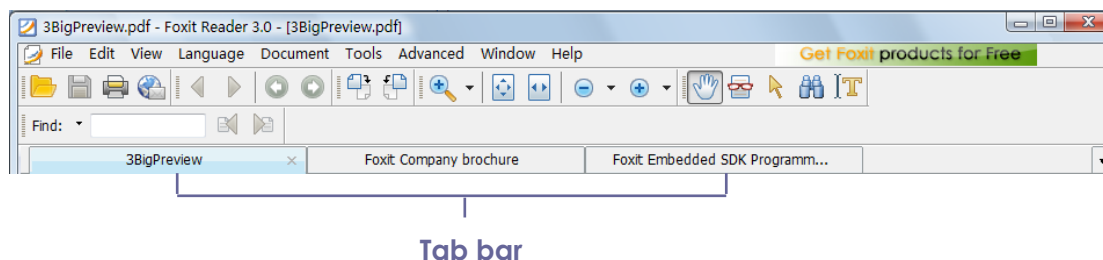 3BigPreview.pdf - Foxit Reader 3.0 - [3BigPreview.pdf]
File Edit View Language Document Tools Advanced Window Help Get Foxit products for Free
Find:
3BigPreview Foxit Company brochure Foxit Embedded SDK Programm...
Tab bar